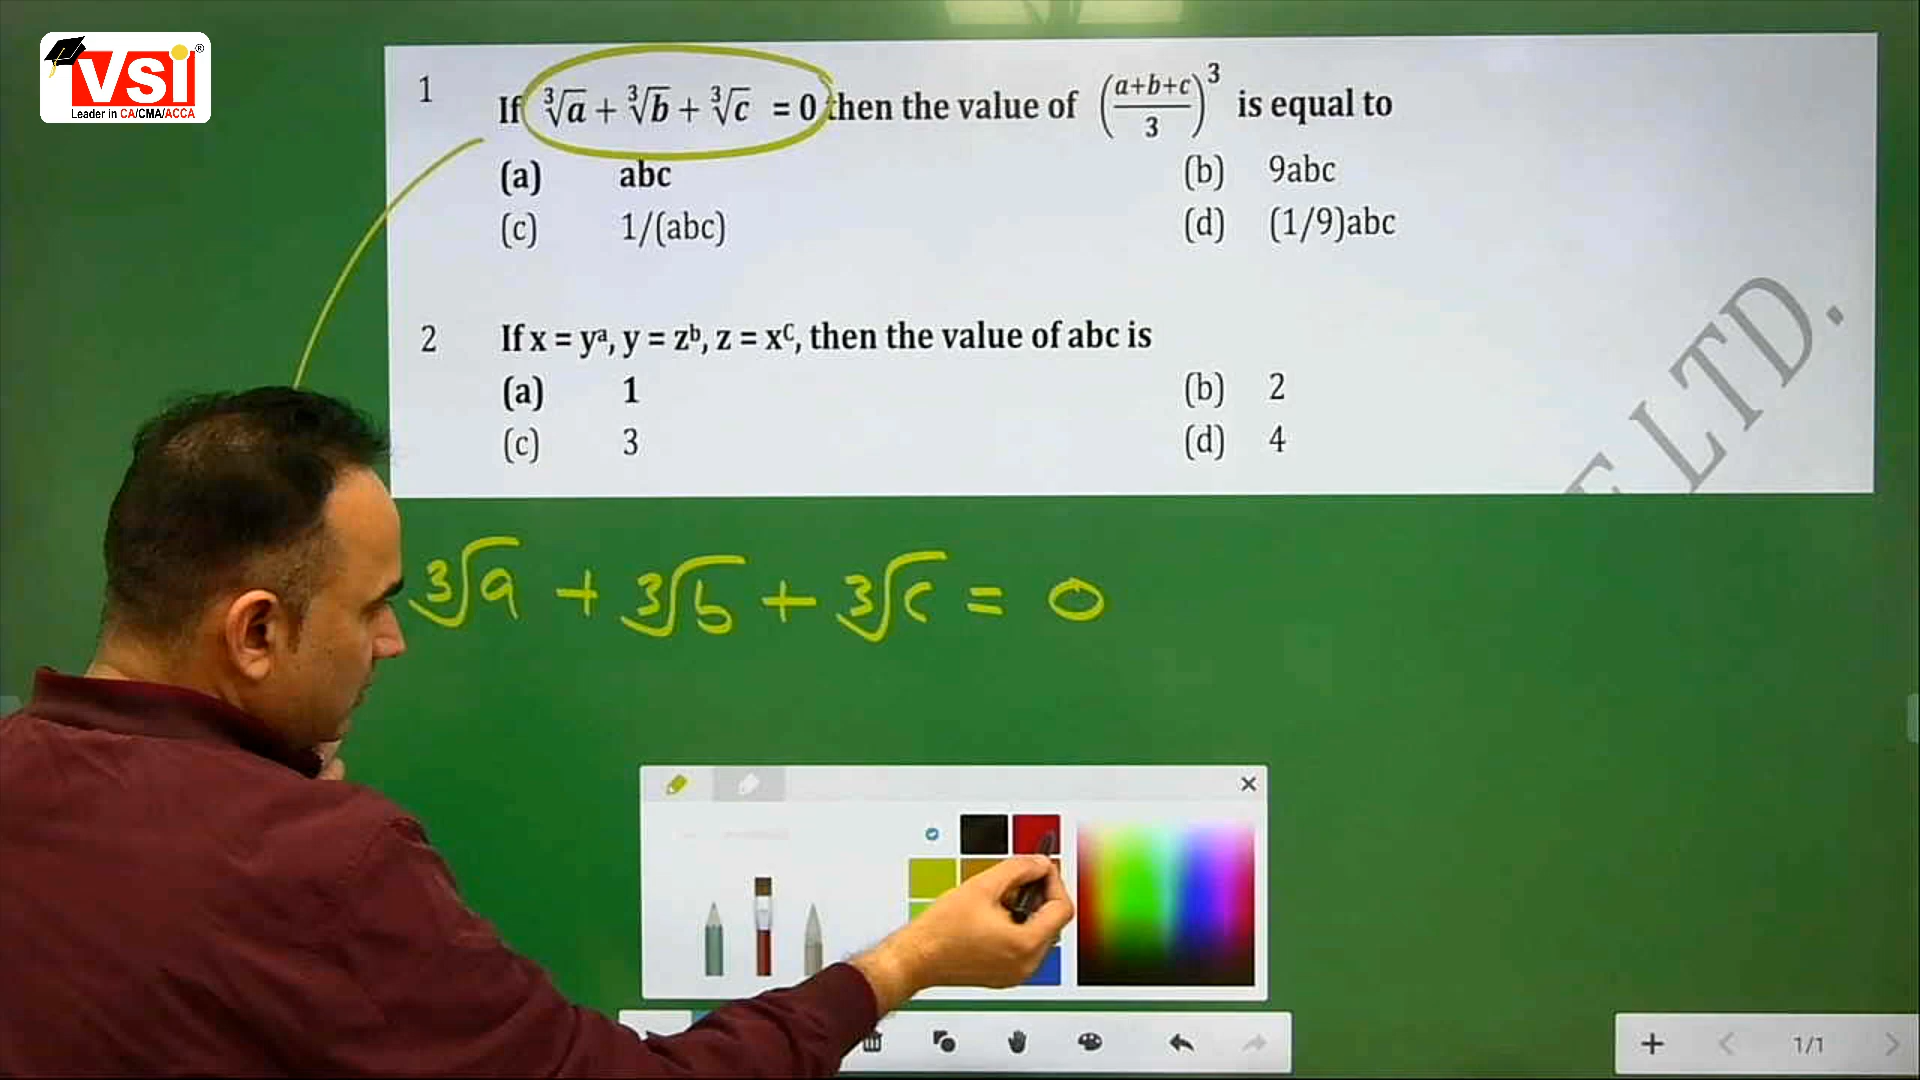 VSI®
Leader in CA/CMA/ACCA
1 If ∛a + ∛b + ∛c = 0 then the value of ((a+b+c)/3)³ is equal to
(a) abc (b) 9abc
(c) 1/(abc) (d) (1/9)abc
2 If x = yᵃ, y = zᵇ, z = xᶜ, then the value of abc is
(a) 1 (b) 2
(c) 3 (d) 4
LTD.
∛a + ∛b + ∛c = 0
1/1